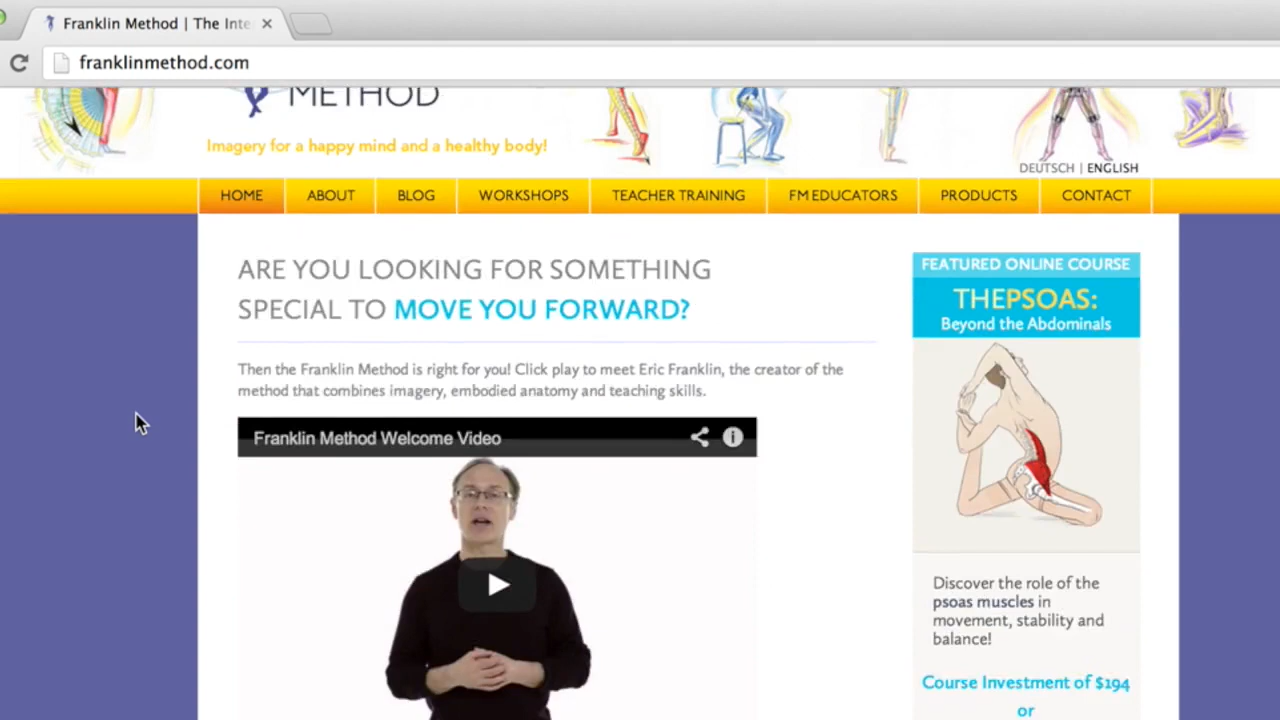 Franklin Method | The Inte
franklinmethod.com
METHOD
Imagery for a happy mind and a healthy body!
DEUTSCH | ENGLISH
HOME ABOUT BLOG WORKSHOPS TEACHER TRAINING FM EDUCATORS PRODUCTS CONTACT
ARE YOU LOOKING FOR SOMETHING
SPECIAL TO MOVE YOU FORWARD?
Then the Franklin Method is right for you! Click play to meet Eric Franklin, the creator of the
method that combines imagery, embodied anatomy and teaching skills.
Franklin Method Welcome Video
FEATURED ONLINE COURSE
THEPSOAS:
Beyond the Abdominals
Discover the role of the
psoas muscles in
movement, stability and
balance!
Course Investment of $194
or